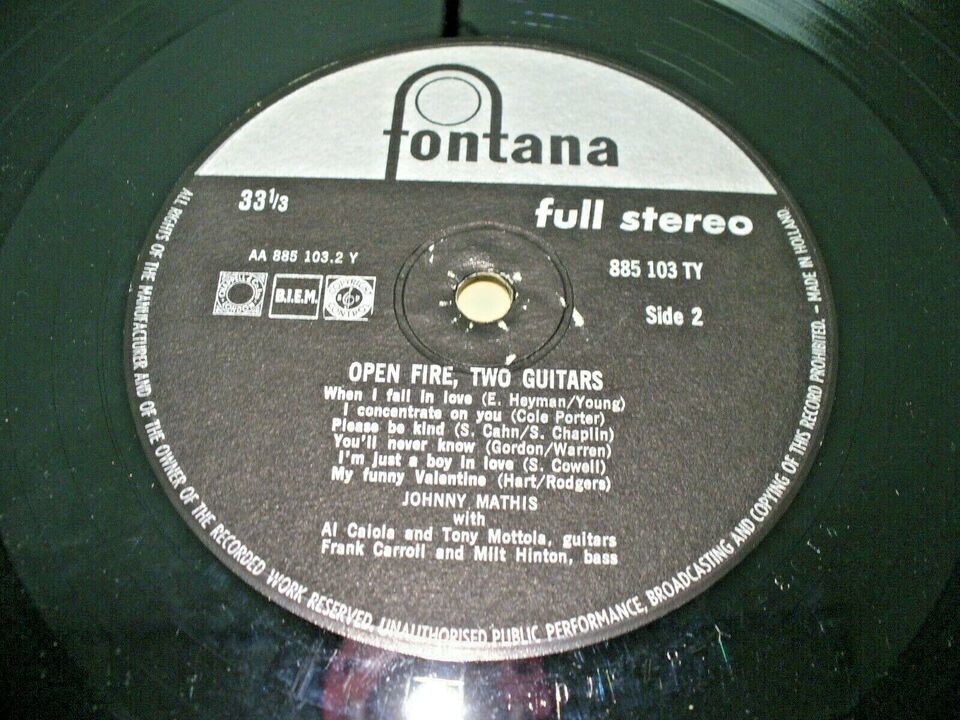 fontana
33 1/3
full stereo
AA 885 103.2 Y
885 103 TY
B.I.E.M.
Side 2
OPEN FIRE, TWO GUITARS
When I fall in love (E. Heyman/Young)
I concentrate on you (Cole Porter)
Please be kind (S. Cahn/S. Chaplin)
You'll never know (Gordon/Warren)
I'm just a boy in love (S. Cowell)
My funny Valentine (Hart/Rodgers)
JOHNNY MATHIS
with
Al Caiola and Tony Mottola, guitars
Frank Carroll and Milt Hinton, bass
ALL RIGHTS OF THE MANUFACTURER AND OF THE OWNER OF THE RECORDED WORK RESERVED. UNAUTHORISED PUBLIC PERFORMANCE, BROADCASTING AND COPYING OF THIS RECORD PROHIBITED. - MADE IN HOLLAND.